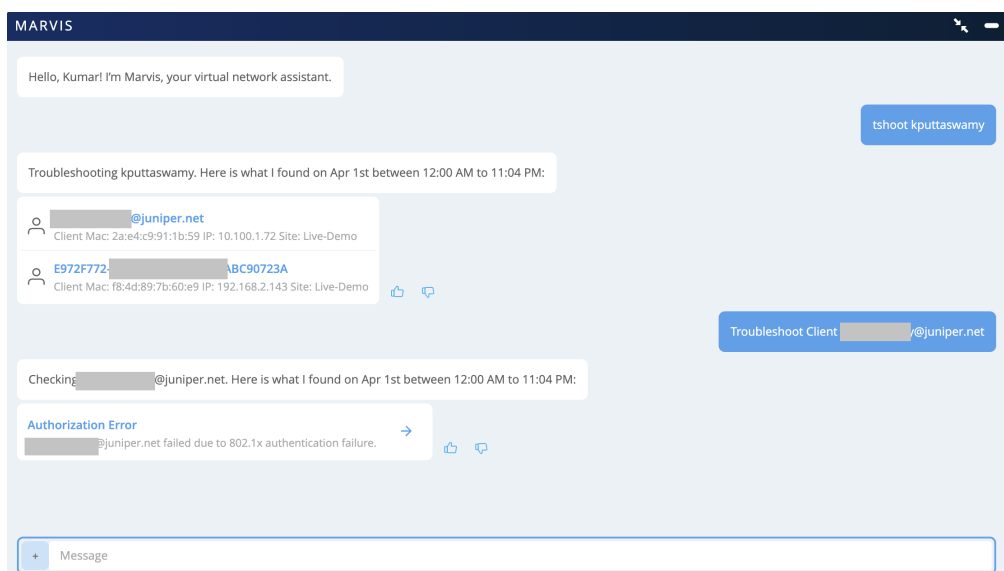 MARVIS
Hello, Kumar! I'm Marvis, your virtual network assistant.
tshoot kputtaswamy
Troubleshooting kputtaswamy. Here is what I found on Apr 1st between 12:00 AM to 11:04 PM:
@juniper.net
Client Mac: 2a:e4:c9:91:1b:59 IP: 10.100.1.72 Site: Live-Demo
E972F772- ABC90723A
Client Mac: f8:4d:89:7b:60:e9 IP: 192.168.2.143 Site: Live-Demo
Troubleshoot Client @juniper.net
Checking @juniper.net. Here is what I found on Apr 1st between 12:00 AM to 11:04 PM:
Authorization Error
@juniper.net failed due to 802.1x authentication failure.
+ Message